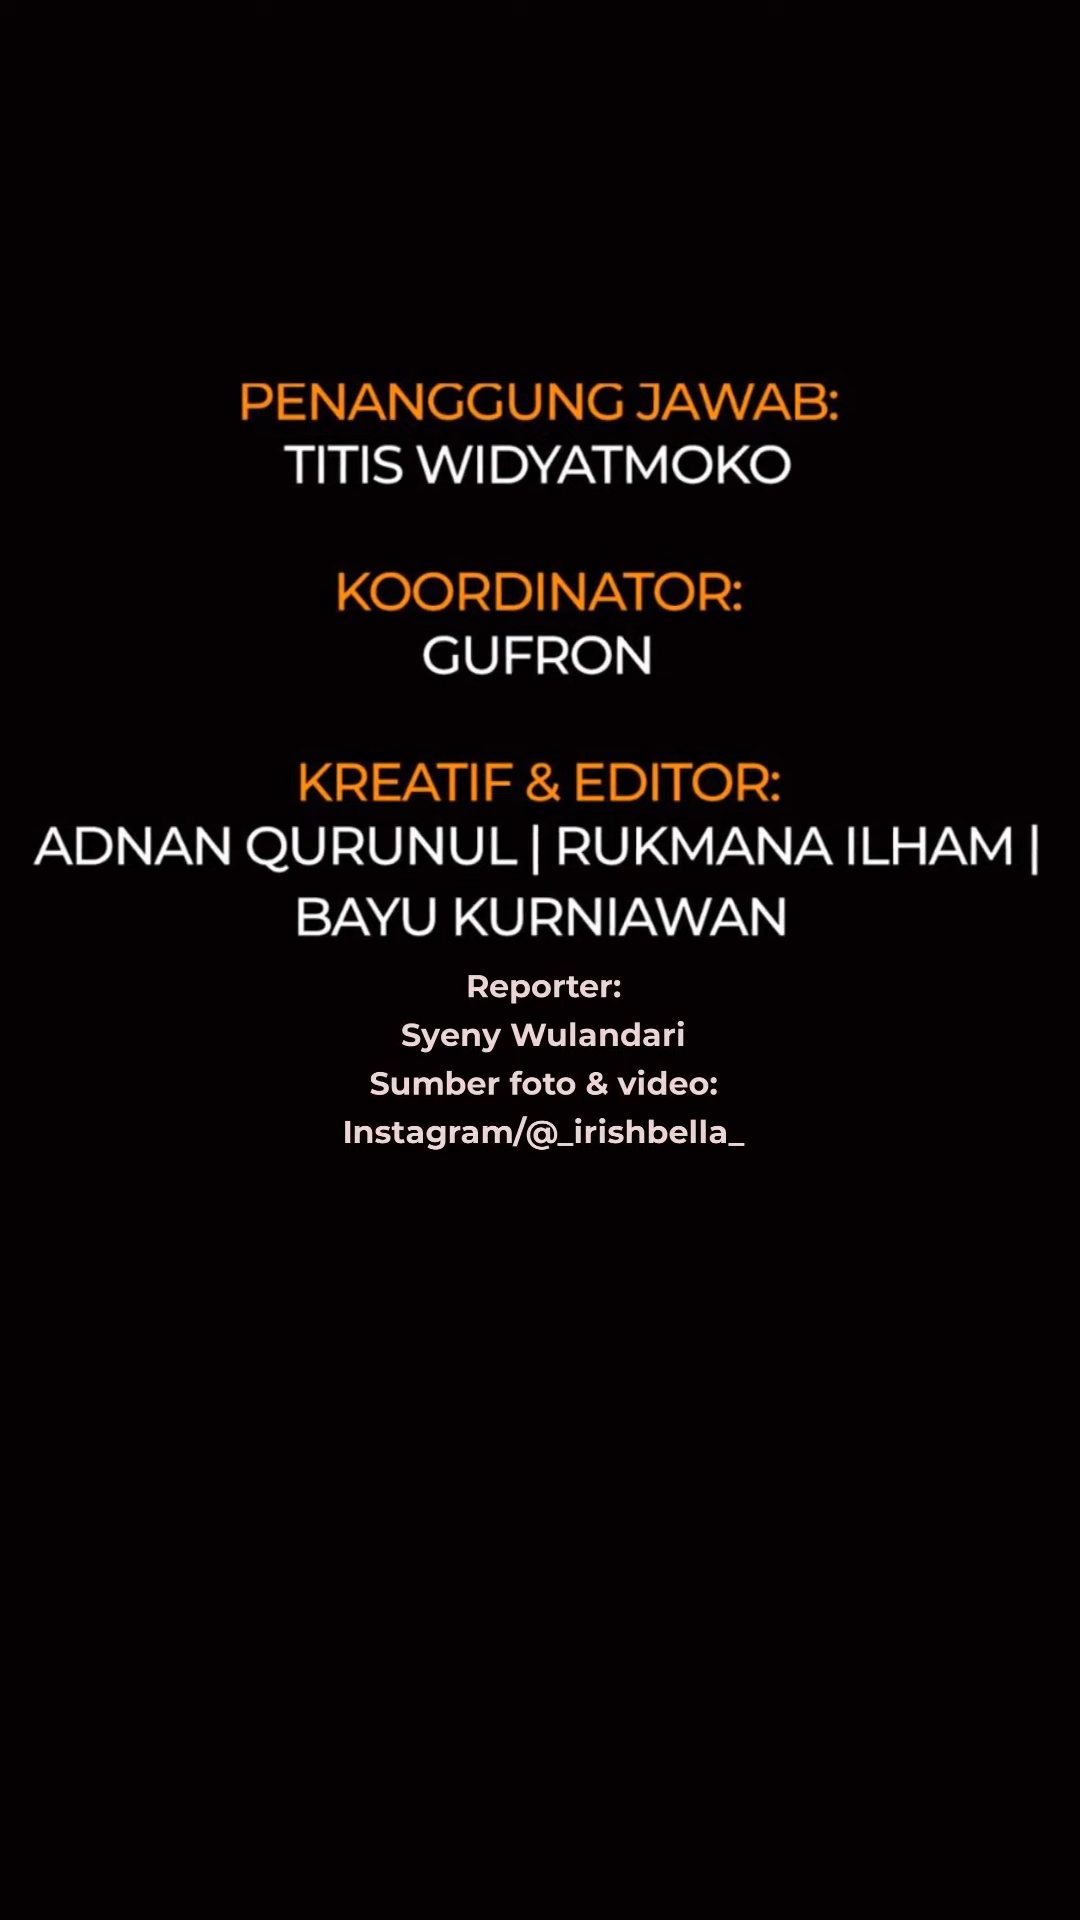 PENANGGUNG JAWAB:
TITIS WIDYATMOKO
KOORDINATOR:
GUFRON
KREATIF & EDITOR:
ADNAN QURUNUL | RUKMANA ILHAM |
BAYU KURNIAWAN
Reporter:
Syeny Wulandari
Sumber foto & video:
Instagram/@_irishbella_